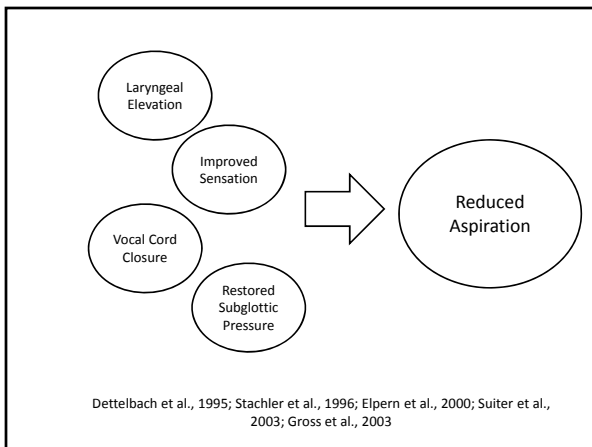 Laryngeal
Elevation
Improved
Sensation
Vocal Cord
Closure
Restored
Subglottic
Pressure
Reduced
Aspiration
Dettelbach et al., 1995; Stachler et al., 1996; Elpern et al., 2000; Suiter et al.,
2003; Gross et al., 2003